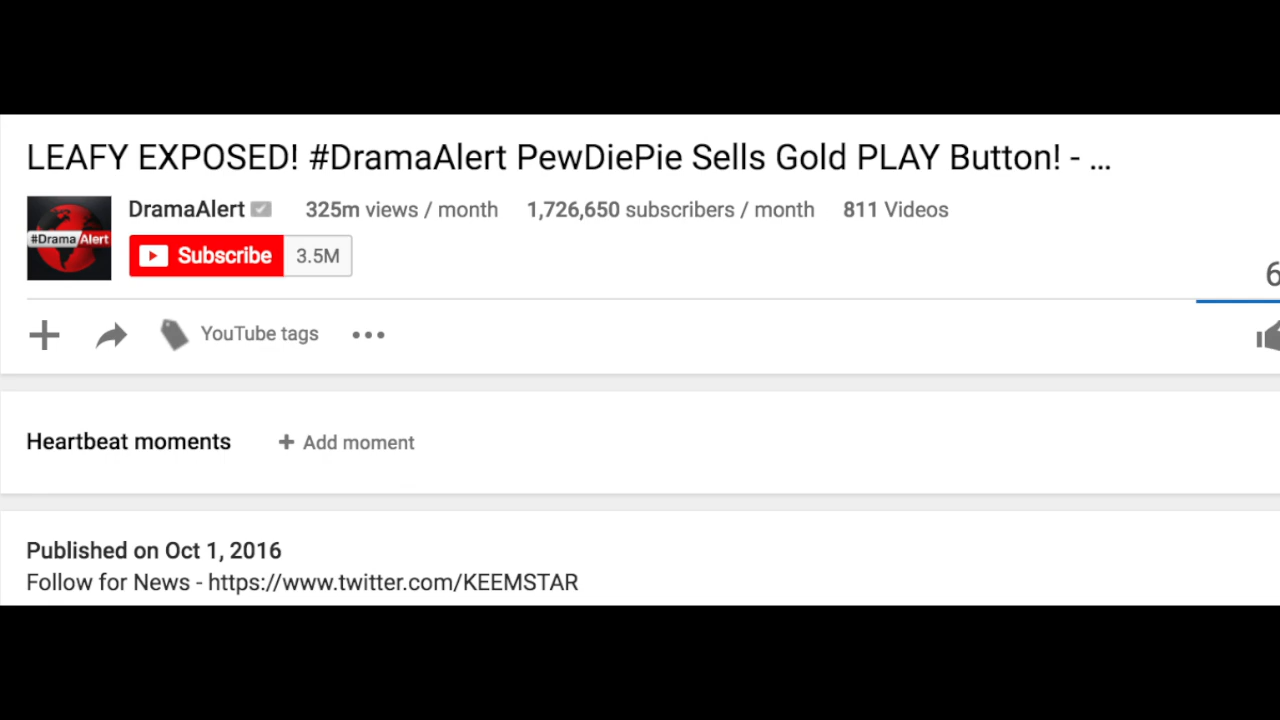 LEAFY EXPOSED! #DramaAlert PewDiePie Sells Gold PLAY Button! - ...
#Drama Alert
DramaAlert 325m views / month 1,726,650 subscribers / month 811 Videos
Subscribe 3.5M
6
YouTube tags
Heartbeat moments + Add moment
Published on Oct 1, 2016
Follow for News - https://www.twitter.com/KEEMSTAR